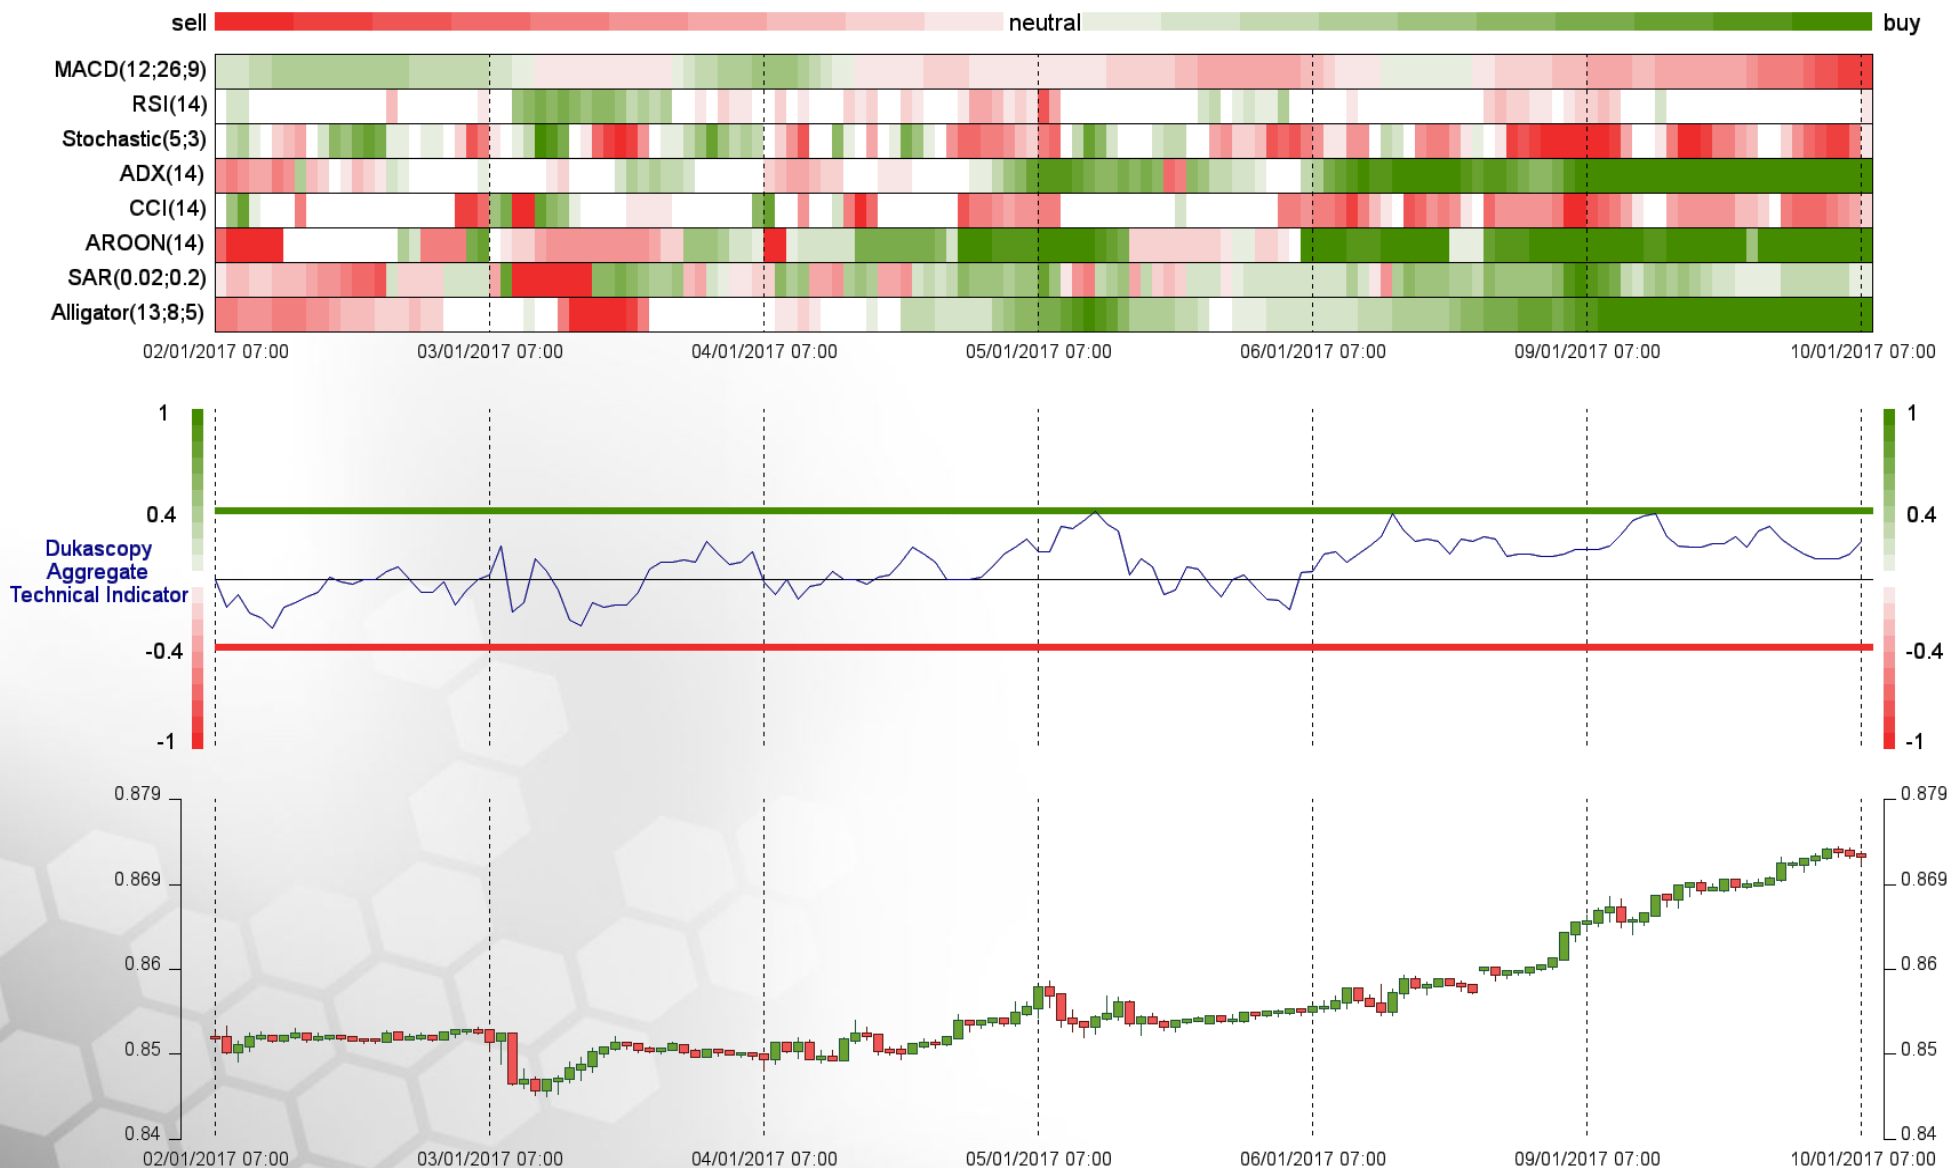 sell neutral buy
MACD(12;26;9)
RSI(14)
Stochastic(5;3)
ADX(14)
CCI(14)
AROON(14)
SAR(0.02;0.2)
Alligator(13;8;5)
02/01/2017 07:00 03/01/2017 07:00 04/01/2017 07:00 05/01/2017 07:00 06/01/2017 07:00 09/01/2017 07:00 10/01/2017 07:00
1 1
0.4 0.4
Dukascopy
Aggregate
Technical Indicator
-0.4 -0.4
-1 -1
0.879 0.879
0.869 0.869
0.86 0.86
0.85 0.85
0.84 0.84
02/01/2017 07:00 03/01/2017 07:00 04/01/2017 07:00 05/01/2017 07:00 06/01/2017 07:00 09/01/2017 07:00 10/01/2017 07:00